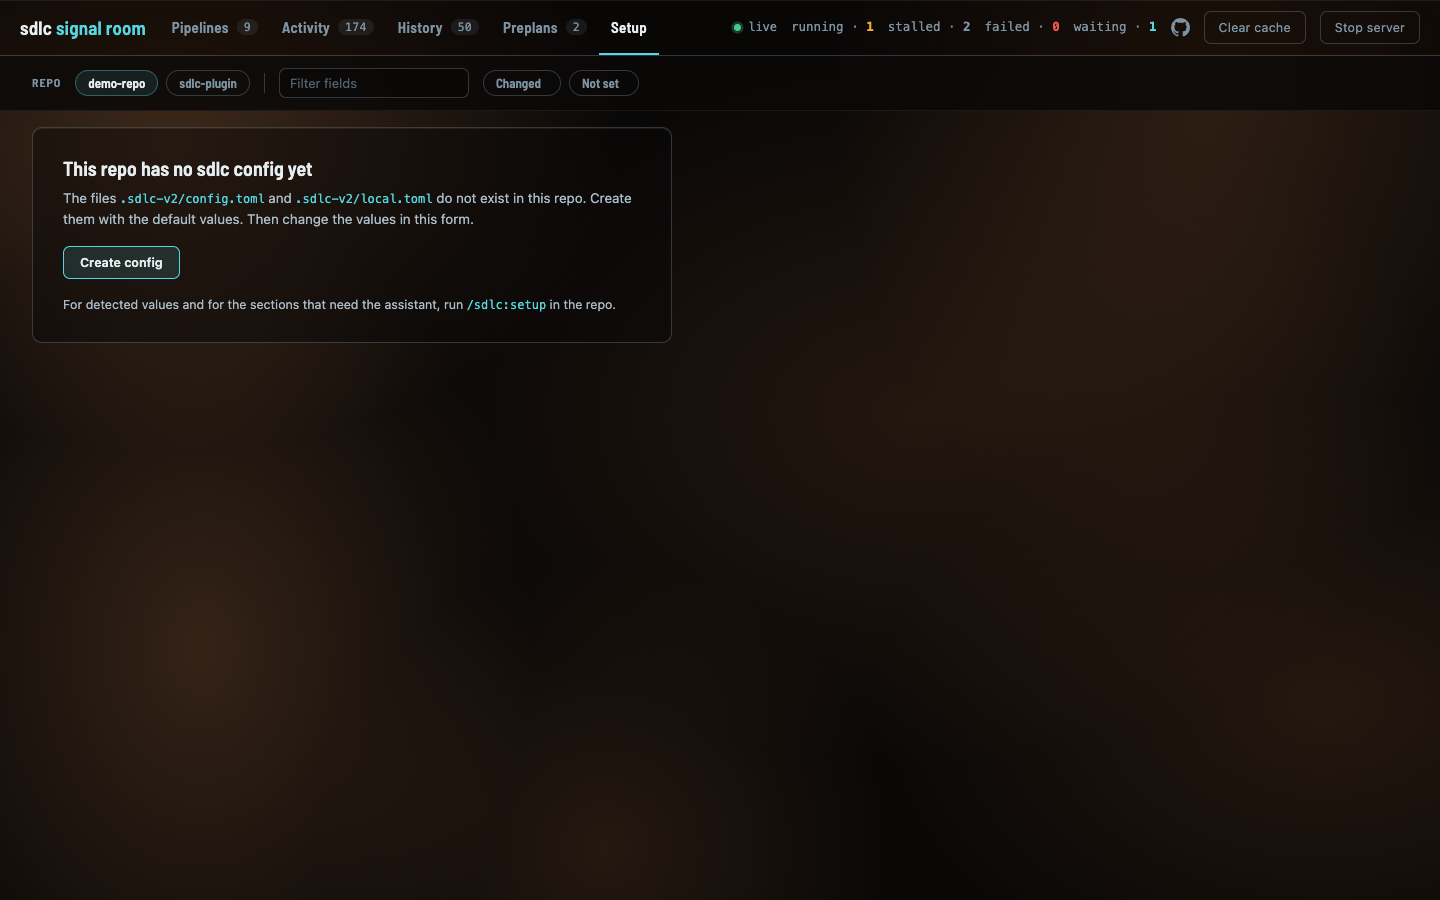 sdlc signal room Pipelines 9 Activity 174 History 50 Preplans 2 Setup live running · 1 stalled · 2 failed · 0 waiting · 1 Clear cache Stop server
REPO demo-repo sdlc-plugin Filter fields Changed Not set
This repo has no sdlc config yet
The files .sdlc-v2/config.toml and .sdlc-v2/local.toml do not exist in this repo. Create
them with the default values. Then change the values in this form.
Create config
For detected values and for the sections that need the assistant, run /sdlc:setup in the repo.